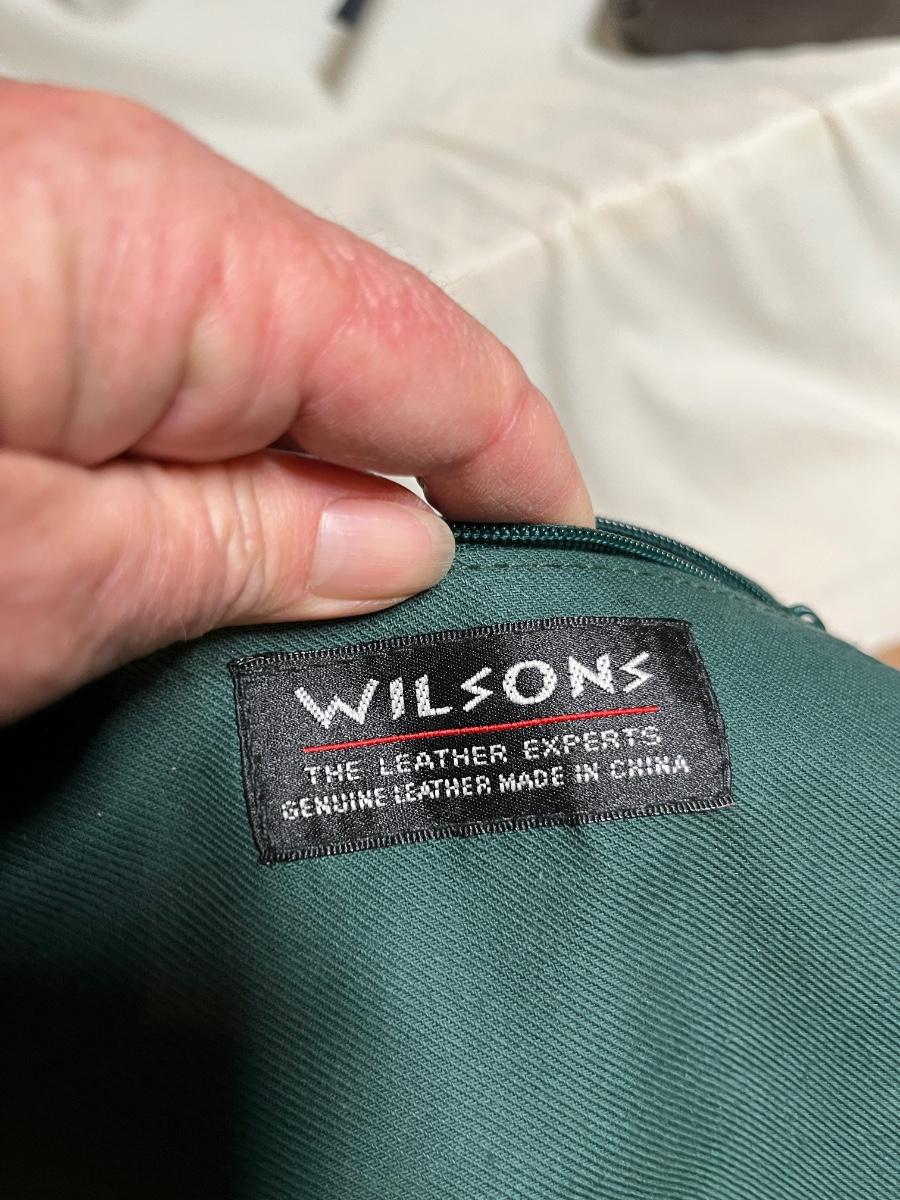 WILSONS
THE LEATHER EXPERTS
GENUINE LEATHER MADE IN CHINA